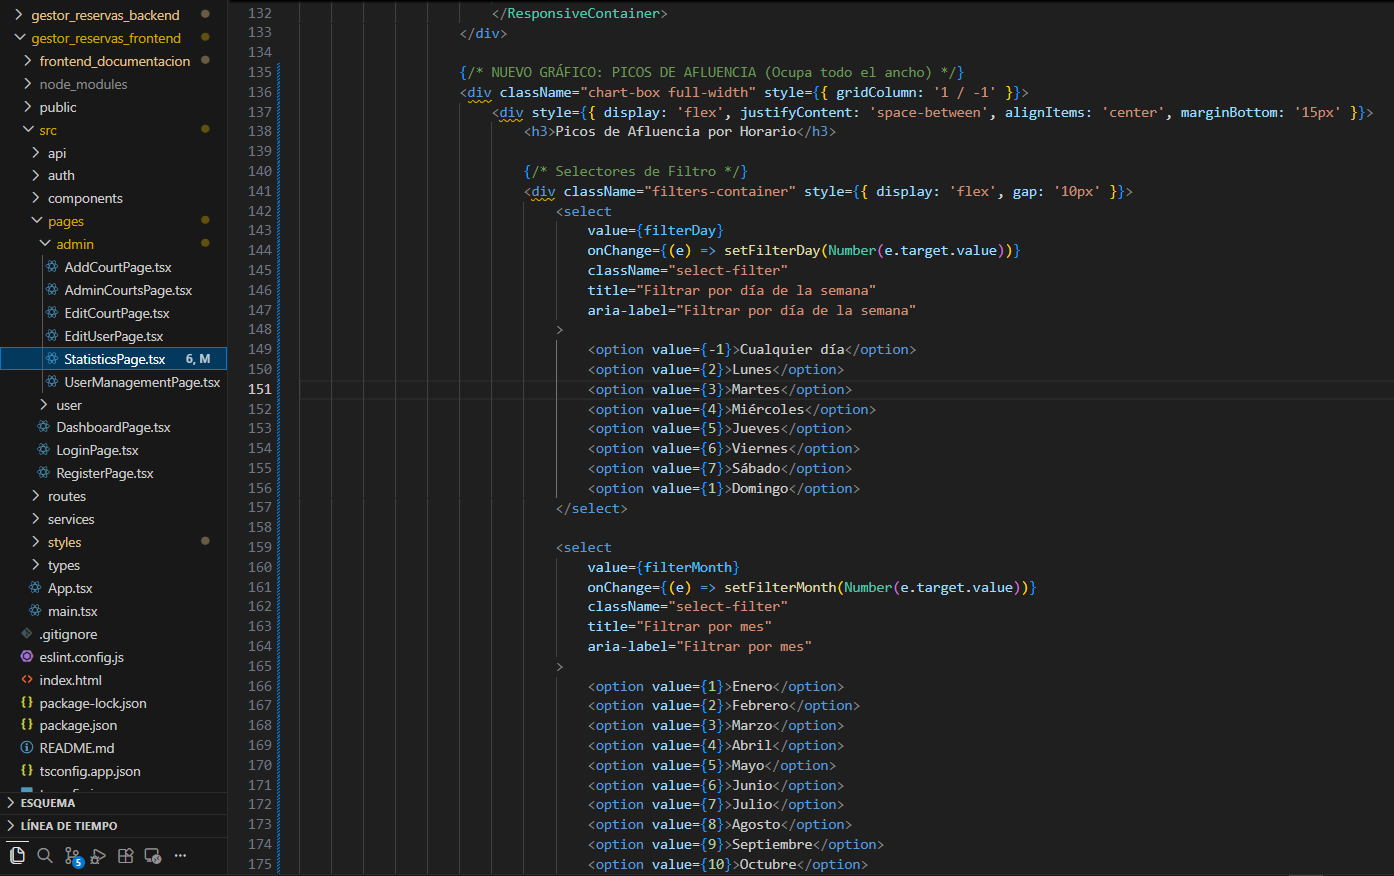 gestor_reservas_backend
gestor_reservas_frontend
frontend_documentacion
node_modules
public
src
api
auth
components
pages
admin
AddCourtPage.tsx
AdminCourtsPage.tsx
EditCourtPage.tsx
EditUserPage.tsx
StatisticsPage.tsx 6, M
UserManagementPage.tsx
user
DashboardPage.tsx
LoginPage.tsx
RegisterPage.tsx
routes
services
styles
types
App.tsx
main.tsx
.gitignore
eslint.config.js
index.html
package-lock.json
package.json
README.md
tsconfig.app.json
ESQUEMA
LÍNEA DE TIEMPO
5
132 </ResponsiveContainer>
133 </div>
134
135 {/* NUEVO GRÁFICO: PICOS DE AFLUENCIA (Ocupa todo el ancho) */}
136 <div className="chart-box full-width" style={{ gridColumn: '1 / -1' }}>
137 <div style={{ display: 'flex', justifyContent: 'space-between', alignItems: 'center', marginBottom: '15px' }}>
138 <h3>Picos de Afluencia por Horario</h3>
139
140 {/* Selectores de Filtro */}
141 <div className="filters-container" style={{ display: 'flex', gap: '10px' }}>
142 <select
143 value={filterDay}
144 onChange={(e) => setFilterDay(Number(e.target.value))}
145 className="select-filter"
146 title="Filtrar por día de la semana"
147 aria-label="Filtrar por día de la semana"
148 >
149 <option value={-1}>Cualquier día</option>
150 <option value={2}>Lunes</option>
151 <option value={3}>Martes</option>
152 <option value={4}>Miércoles</option>
153 <option value={5}>Jueves</option>
154 <option value={6}>Viernes</option>
155 <option value={7}>Sábado</option>
156 <option value={1}>Domingo</option>
157 </select>
158
159 <select
160 value={filterMonth}
161 onChange={(e) => setFilterMonth(Number(e.target.value))}
162 className="select-filter"
163 title="Filtrar por mes"
164 aria-label="Filtrar por mes"
165 >
166 <option value={1}>Enero</option>
167 <option value={2}>Febrero</option>
168 <option value={3}>Marzo</option>
169 <option value={4}>Abril</option>
170 <option value={5}>Mayo</option>
171 <option value={6}>Junio</option>
172 <option value={7}>Julio</option>
173 <option value={8}>Agosto</option>
174 <option value={9}>Septiembre</option>
175 <option value={10}>Octubre</option>